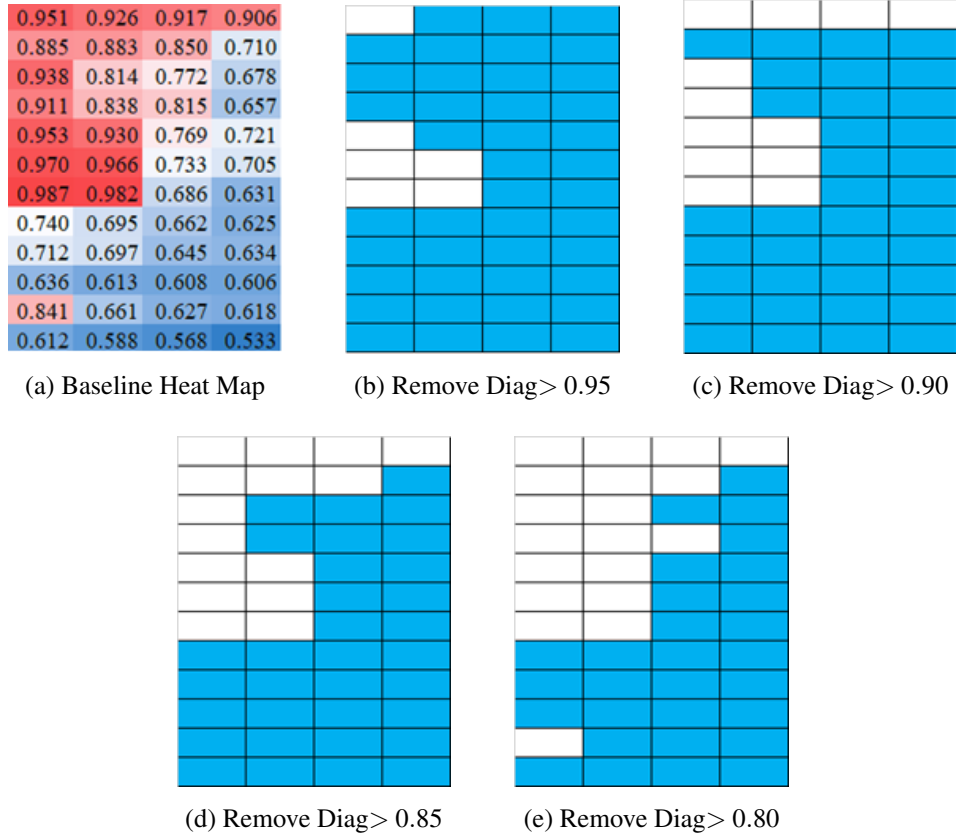 0.951 0.926 0.917 0.906
0.885 0.883 0.850 0.710
0.938 0.814 0.772 0.678
0.911 0.838 0.815 0.657
0.953 0.930 0.769 0.721
0.970 0.966 0.733 0.705
0.987 0.982 0.686 0.631
0.740 0.695 0.662 0.625
0.712 0.697 0.645 0.634
0.636 0.613 0.608 0.606
0.841 0.661 0.627 0.618
0.612 0.588 0.568 0.533
(a) Baseline Heat Map
(b) Remove Diag> 0.95
(c) Remove Diag> 0.90
(d) Remove Diag> 0.85
(e) Remove Diag> 0.80